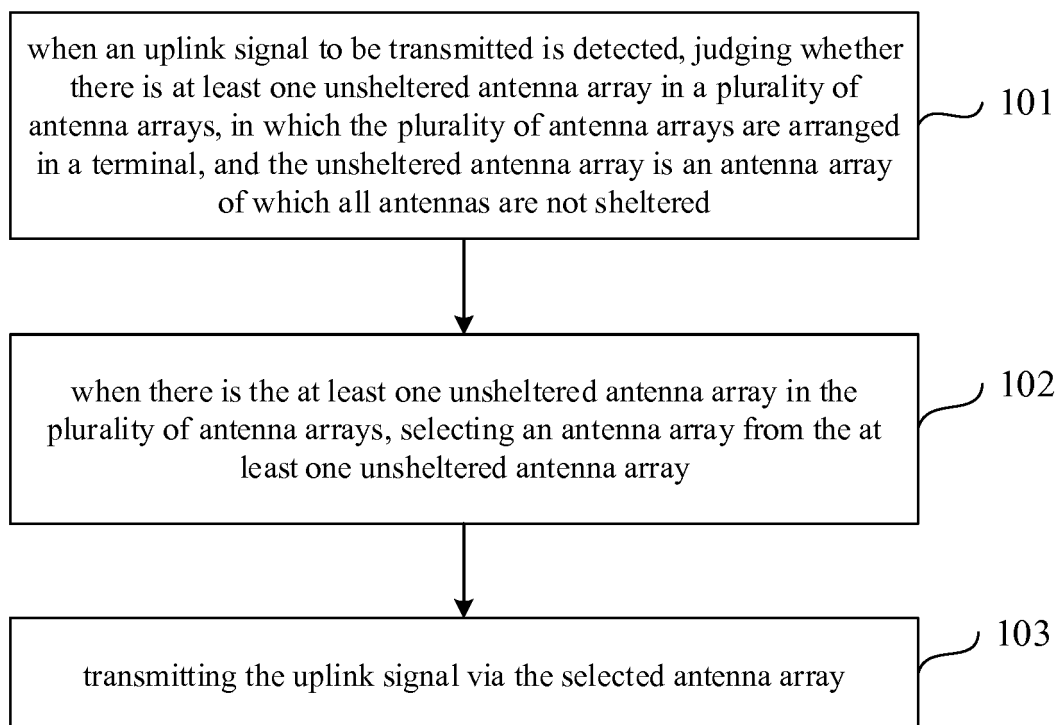 when an uplink signal to be transmitted is detected, judging whether
there is at least one unsheltered antenna array in a plurality of
antenna arrays, in which the plurality of antenna arrays are arranged
in a terminal, and the unsheltered antenna array is an antenna array
of which all antennas are not sheltered
101
when there is the at least one unsheltered antenna array in the
plurality of antenna arrays, selecting an antenna array from the at
least one unsheltered antenna array
102
transmitting the uplink signal via the selected antenna array
103